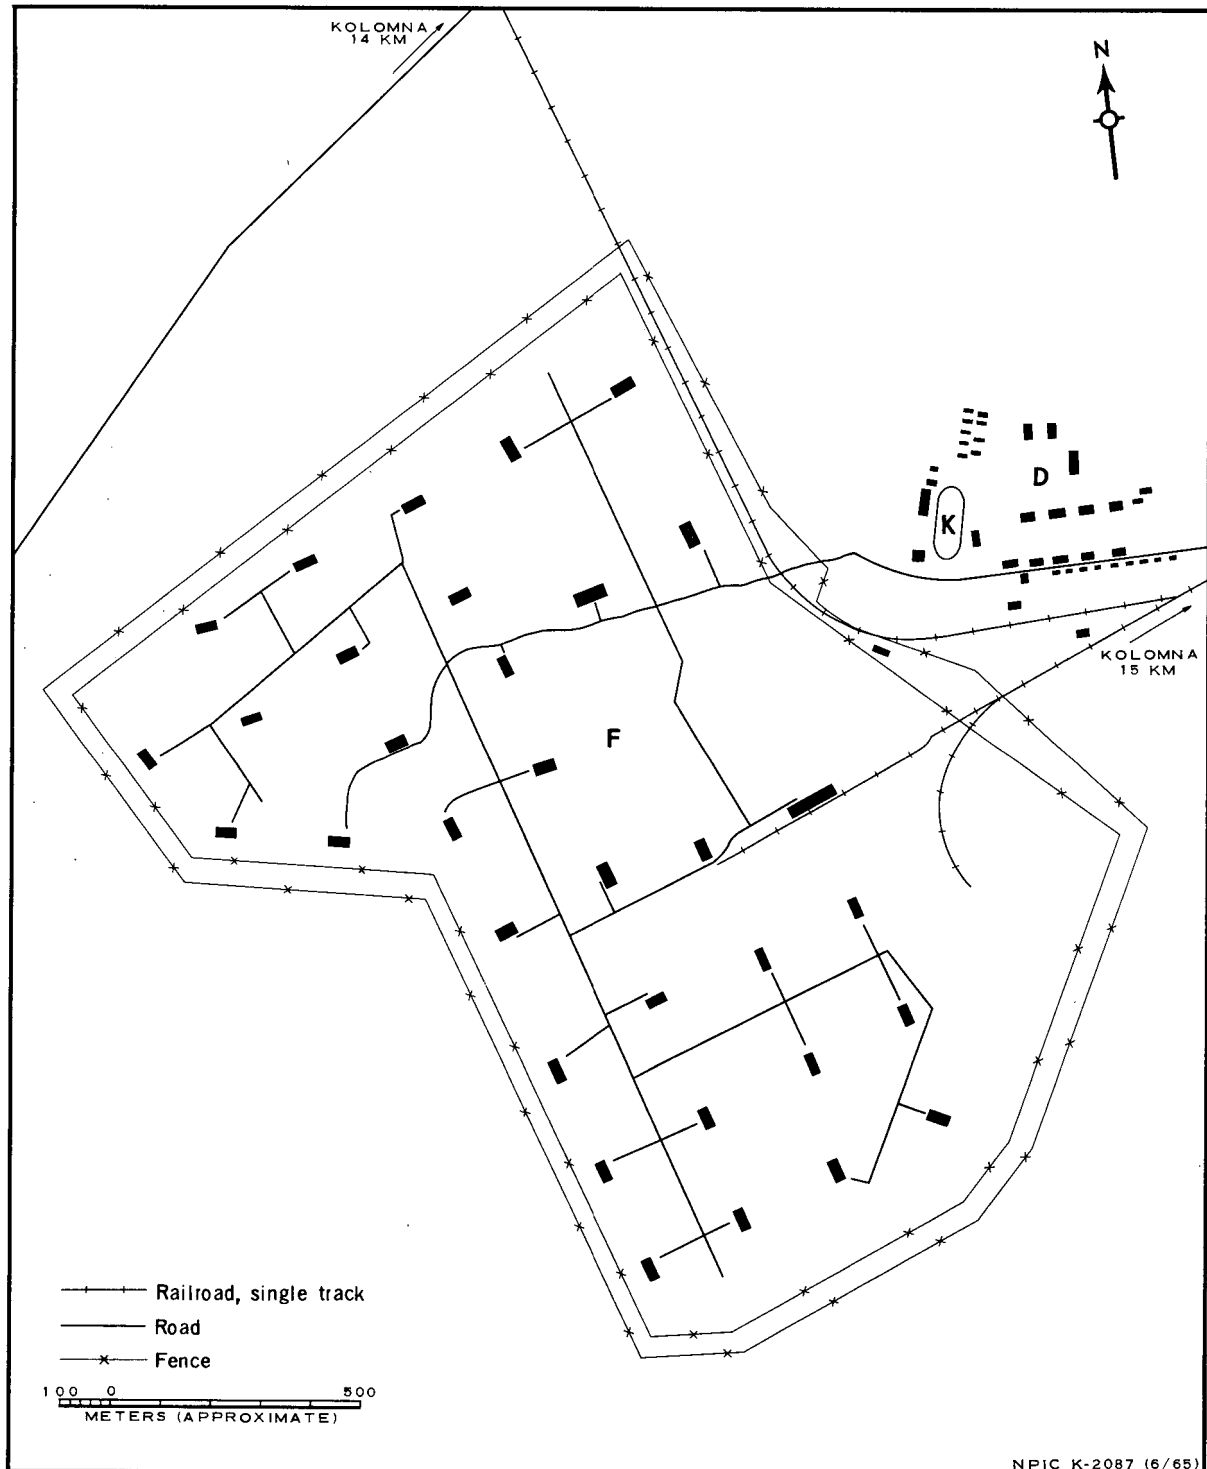 KOLOMNA
14 KM
N
D
K
KOLOMNA
15 KM
F
Railroad, single track
Road
Fence
100 0 500
METERS (APPROXIMATE)
NPIC K-2087 (6/65)